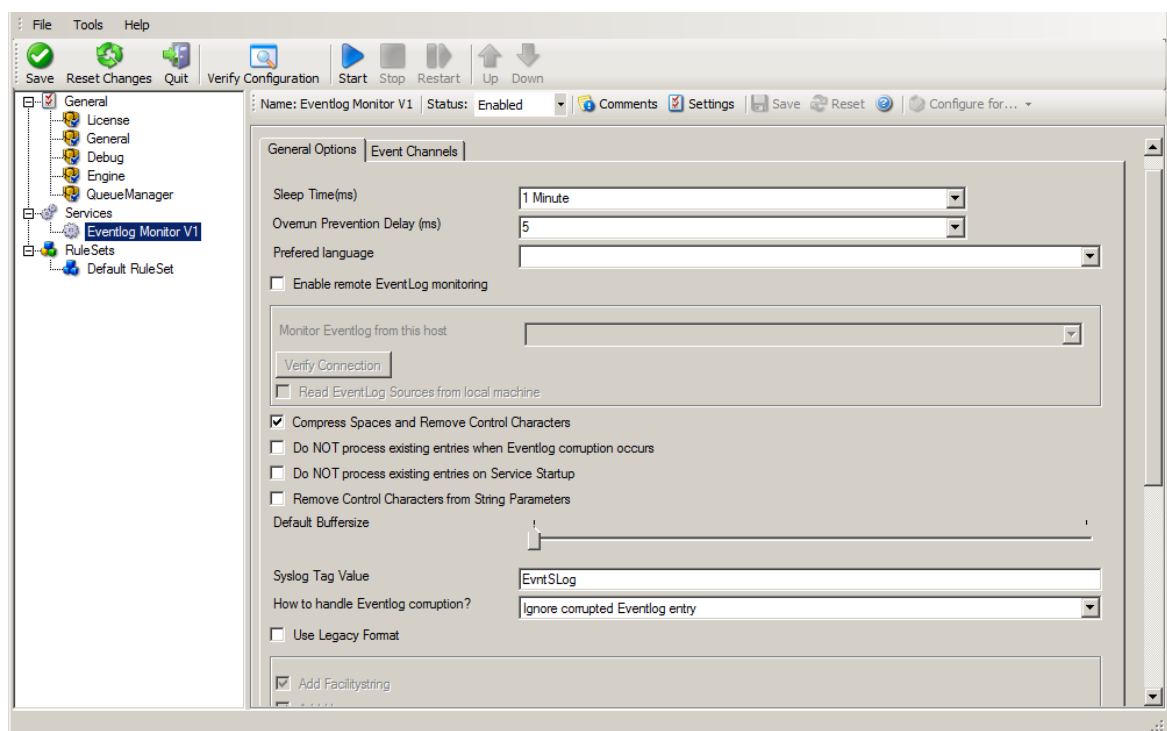 File Tools Help
Save Reset Changes Quit Verify Configuration Start Stop Restart Up Down
General
License
General
Debug
Engine
QueueManager
Services
Eventlog Monitor V1
RuleSets
Default RuleSet
Name: Eventlog Monitor V1 Status: Enabled Comments Settings Save Reset Configure for...
General Options Event Channels
Sleep Time(ms) 1 Minute
Overrun Prevention Delay (ms) 5
Prefered language
Enable remote EventLog monitoring
Monitor Eventlog from this host
Verify Connection
Read EventLog Sources from local machine
Compress Spaces and Remove Control Characters
Do NOT process existing entries when Eventlog corruption occurs
Do NOT process existing entries on Service Startup
Remove Control Characters from String Parameters
Default Buffersize
Syslog Tag Value EvntSLog
How to handle Eventlog corruption? Ignore corrupted Eventlog entry
Use Legacy Format
Add Facilitystring